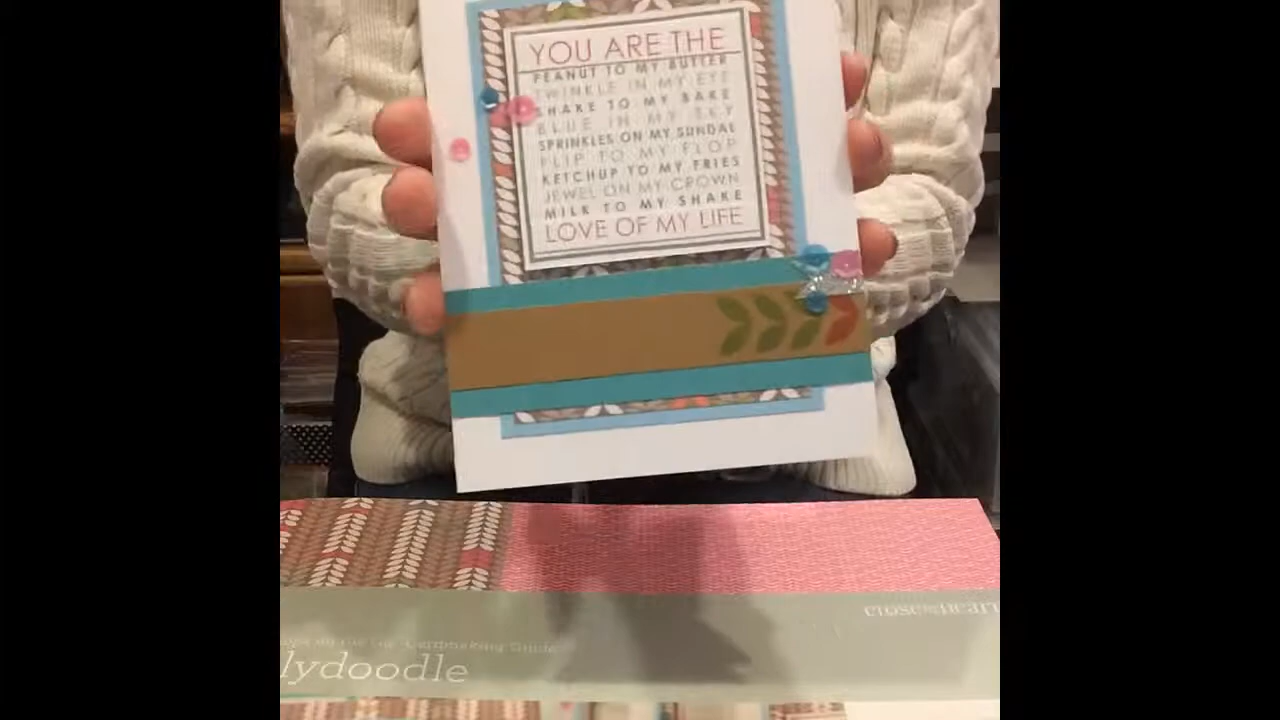 YOU ARE THE
PEANUT TO MY BUTTER
TWINKLE IN MY EYE
SHAKE TO MY BAKE
BLUE IN MY SKY
SPRINKLES ON MY SUNDAE
FLIP TO MY FLOP
KETCHUP TO MY FRIES
JEWEL ON MY CROWN
MILK TO MY SHAKE
LOVE OF MY LIFE
Cardmaking Guide
lydoodle